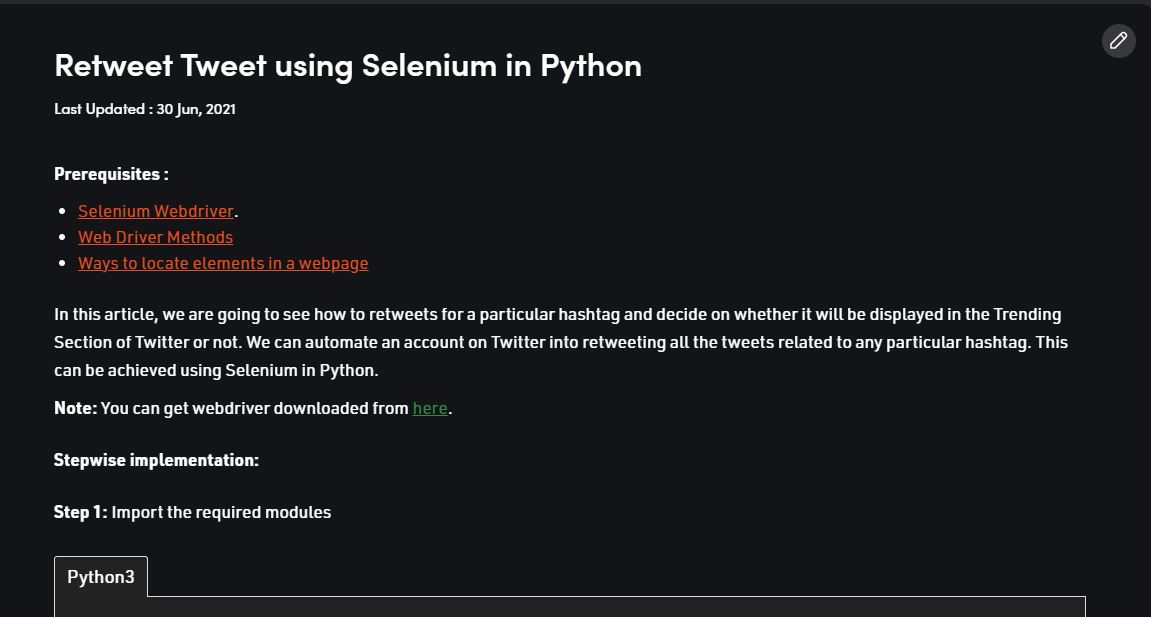 Retweet Tweet using Selenium in Python
Last Updated : 30 Jun, 2021
Prerequisites :
Selenium Webdriver.
Web Driver Methods
Ways to locate elements in a webpage
In this article, we are going to see how to retweets for a particular hashtag and decide on whether it will be displayed in the Trending
Section of Twitter or not. We can automate an account on Twitter into retweeting all the tweets related to any particular hashtag. This
can be achieved using Selenium in Python.
Note: You can get webdriver downloaded from here.
Stepwise implementation:
Step 1: Import the required modules
Python3